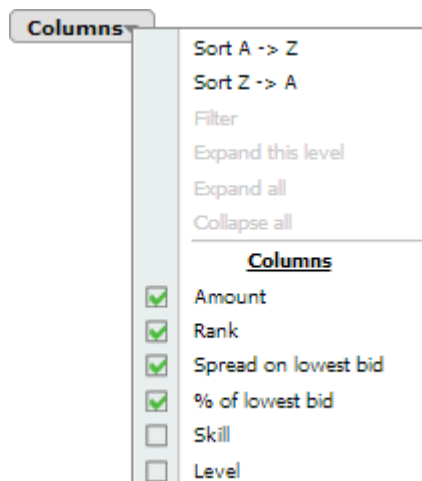 Columns
Sort A -> Z
Sort Z -> A
Filter
Expand this level
Expand all
Collapse all
Columns
Amount
Rank
Spread on lowest bid
% of lowest bid
Skill
Level